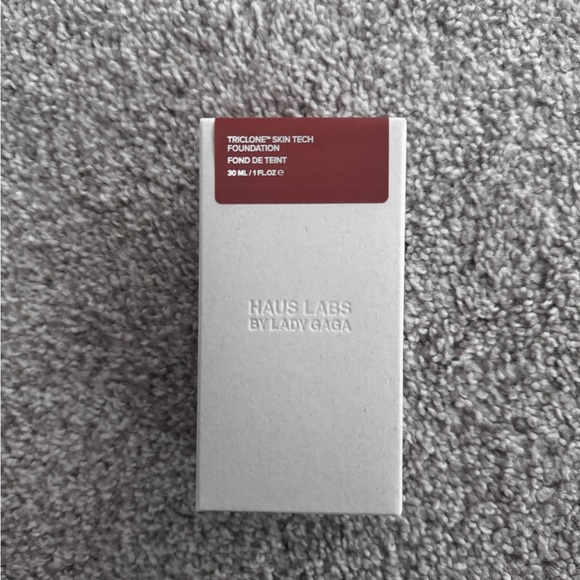 TRICLONE™ SKIN TECH
FOUNDATION
FOND DE TEINT
30 ML / 1 FL.OZ ℮
HAUS LABS
BY LADY GAGA